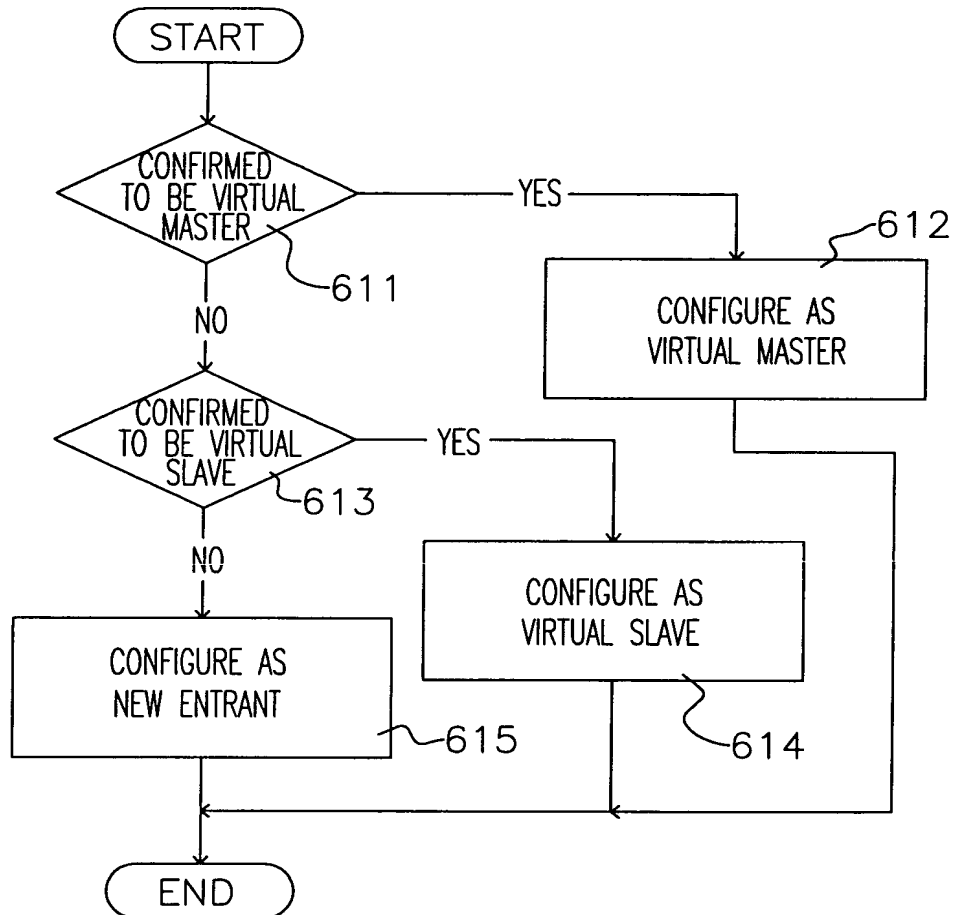 START
CONFIRMED
TO BE VIRTUAL
MASTER
611
YES
612
CONFIGURE AS
VIRTUAL MASTER
NO
CONFIRMED
TO BE VIRTUAL
SLAVE
613
YES
NO
CONFIGURE AS
VIRTUAL SLAVE
614
CONFIGURE AS
NEW ENTRANT
615
END